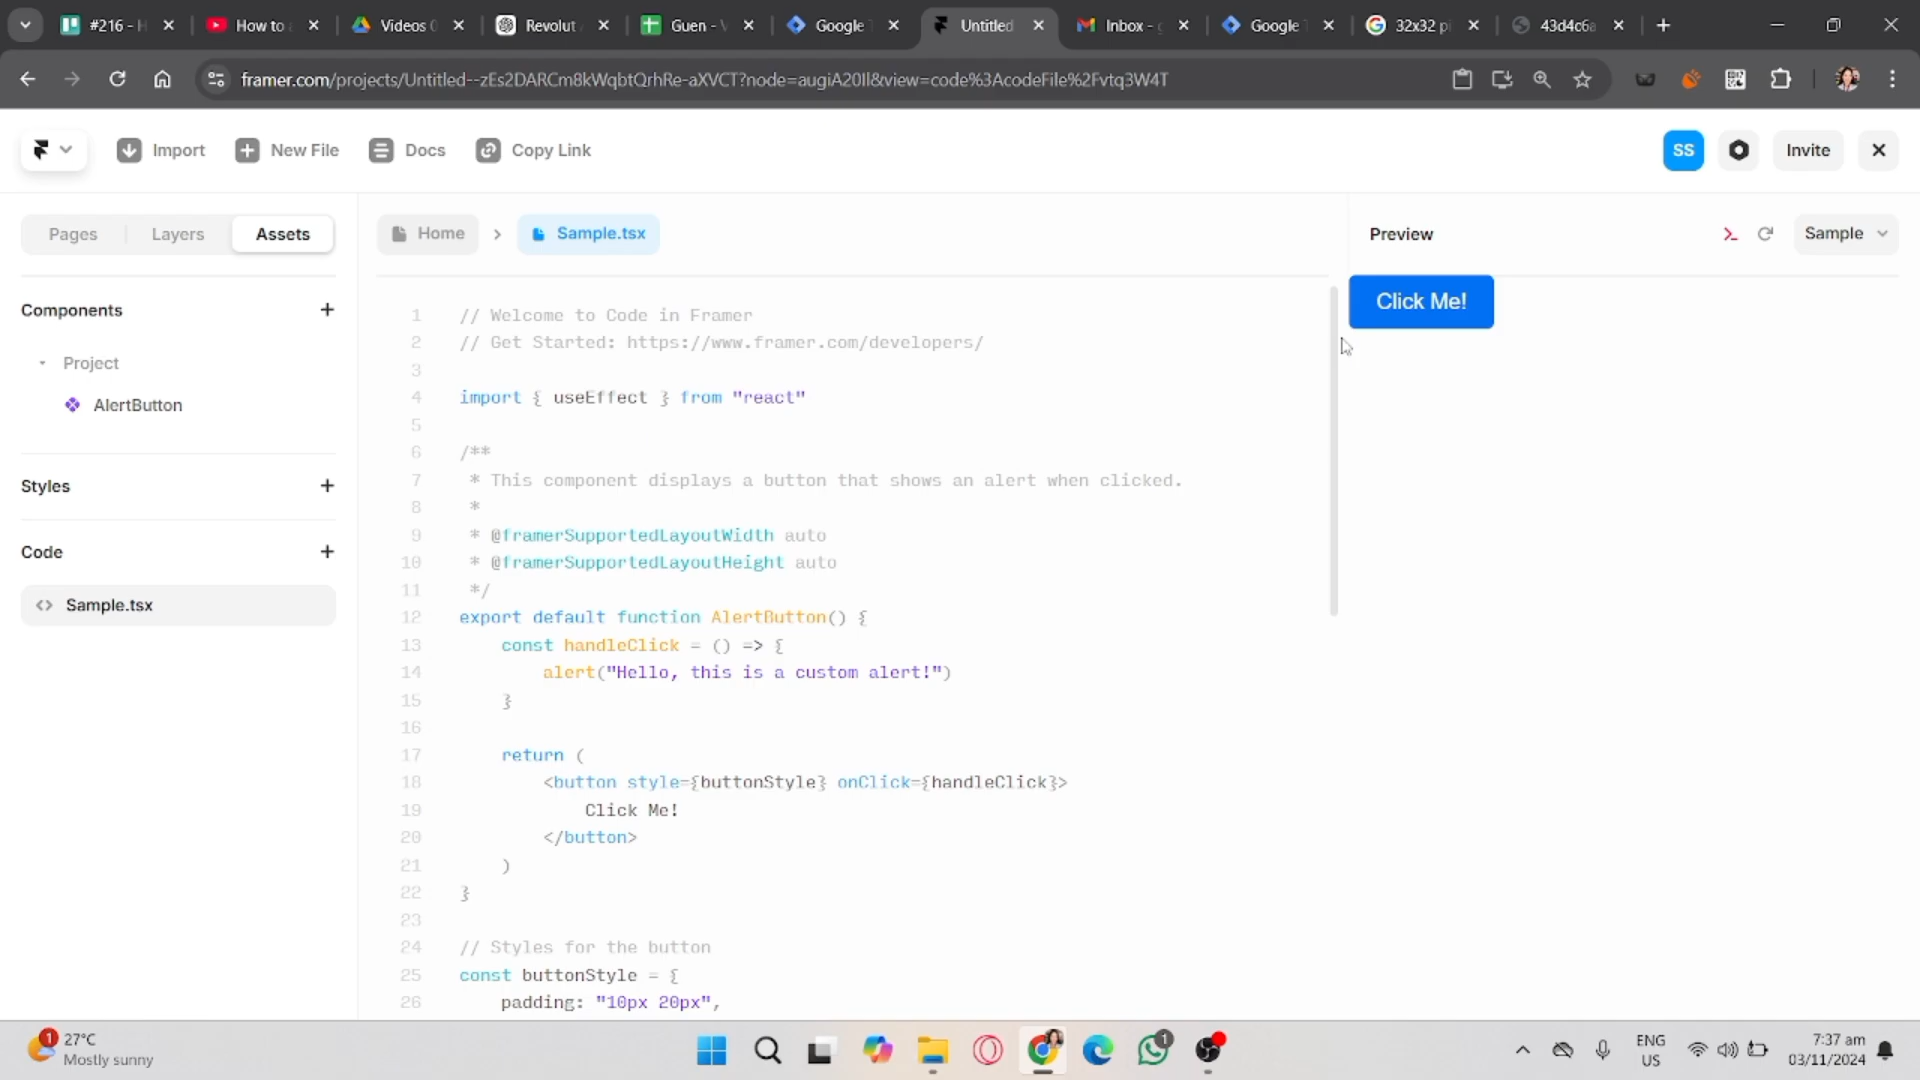 #216 - H
How to
Videos
Revolut
Guen -
Google
Untitled
Inbox -
Google
32x32 pi
43d4c6a
framer.com/projects/Untitled--zEs2DARCm8kWqbtQrhRe-aXVCT?node=augiA20Il&view=code%3AcodeFile%2Fvtq3W4T
Import
New File
Docs
Copy Link
SS
Invite
Pages
Layers
Assets
Home
Sample.tsx
Preview
Sample
Components
Project
AlertButton
Styles
Code
Sample.tsx
Click Me!
1 // Welcome to Code in Framer
2 // Get Started: https://www.framer.com/developers/
3
4 import { useEffect } from "react"
5
6 /**
7 * This component displays a button that shows an alert when clicked.
8 *
9 * @framerSupportedLayoutWidth auto
10 * @framerSupportedLayoutHeight auto
11 */
12 export default function AlertButton() {
13 const handleClick = () => {
14 alert("Hello, this is a custom alert!")
15 }
16
17 return (
18 <button style={buttonStyle} onClick={handleClick}>
19 Click Me!
20 </button>
21 )
22 }
23
24 // Styles for the button
25 const buttonStyle = {
26 padding: "10px 20px",
1
27°C
Mostly sunny
1
ENG
US
7:37 am
03/11/2024